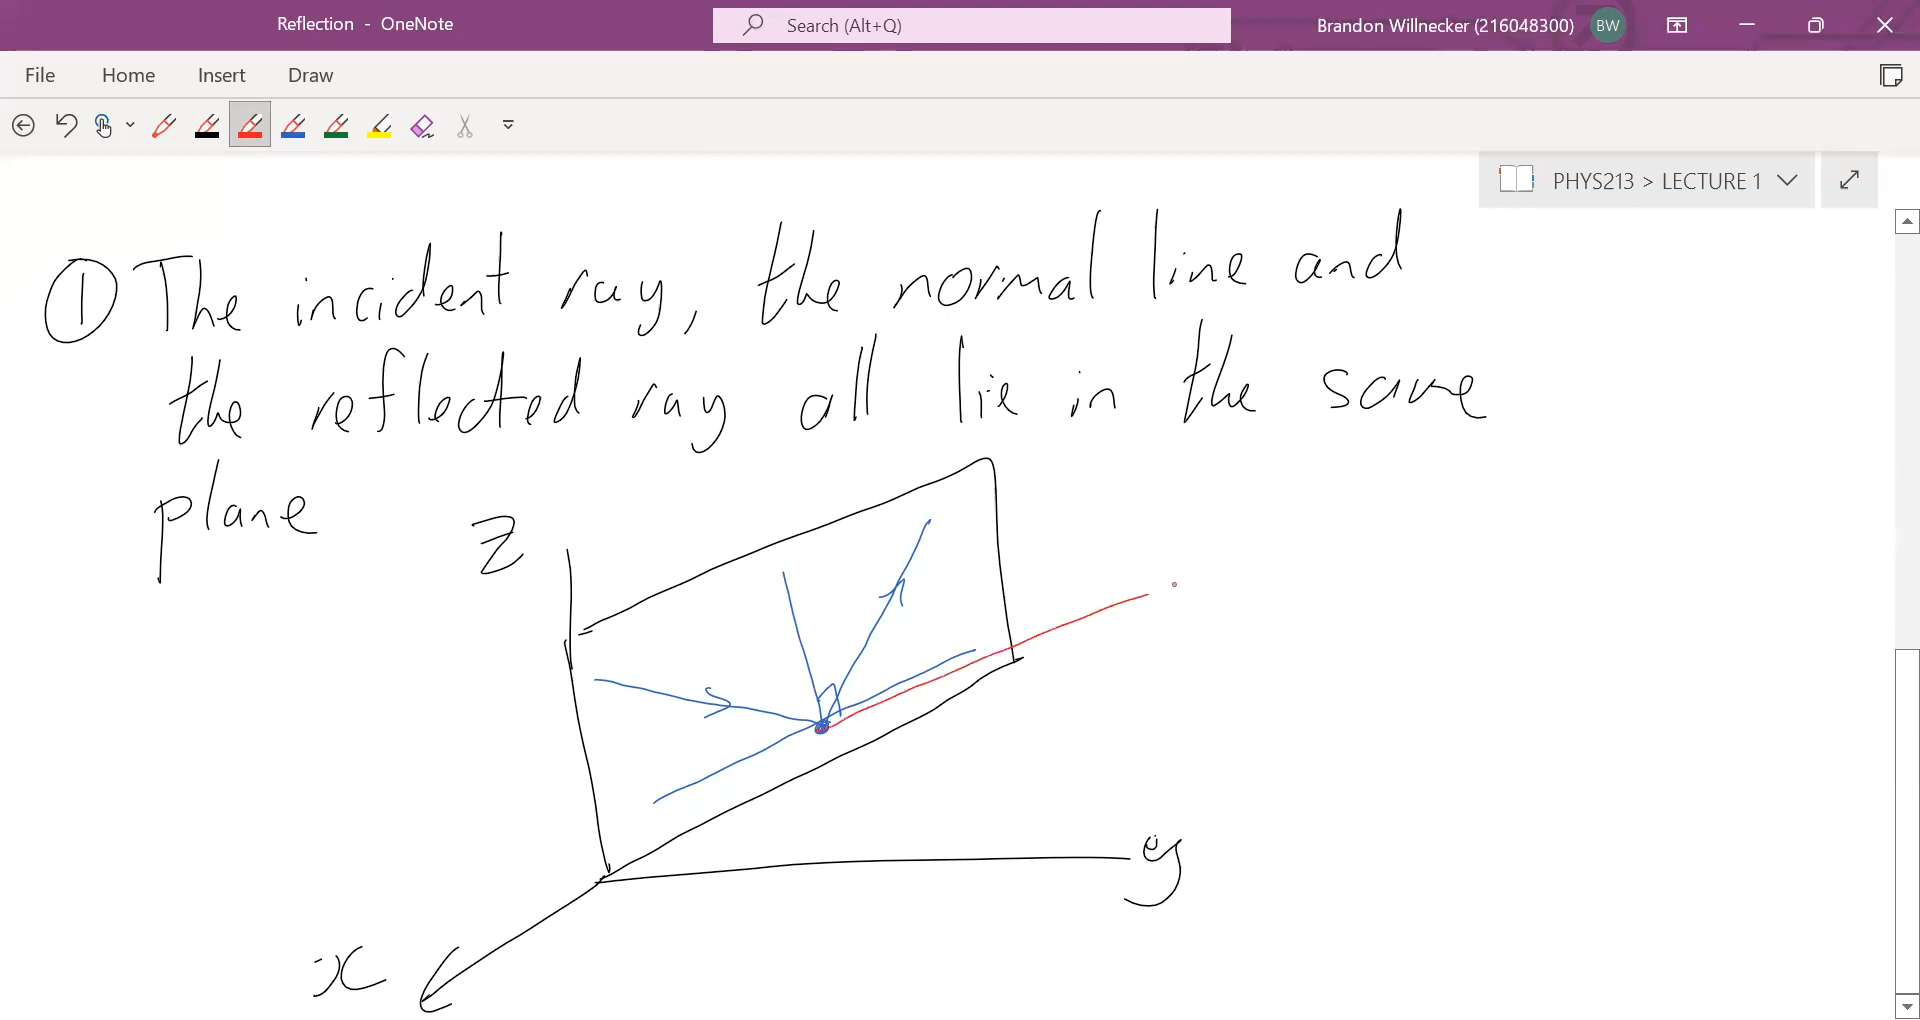 Reflection - OneNote
Search (Alt+Q)
Brandon Willnecker (216048300)
BW
File
Home
Insert
Draw
PHYS213 > LECTURE 1
① The incident ray, the normal line and
the reflected ray all lie in the same
plane
z
y
x